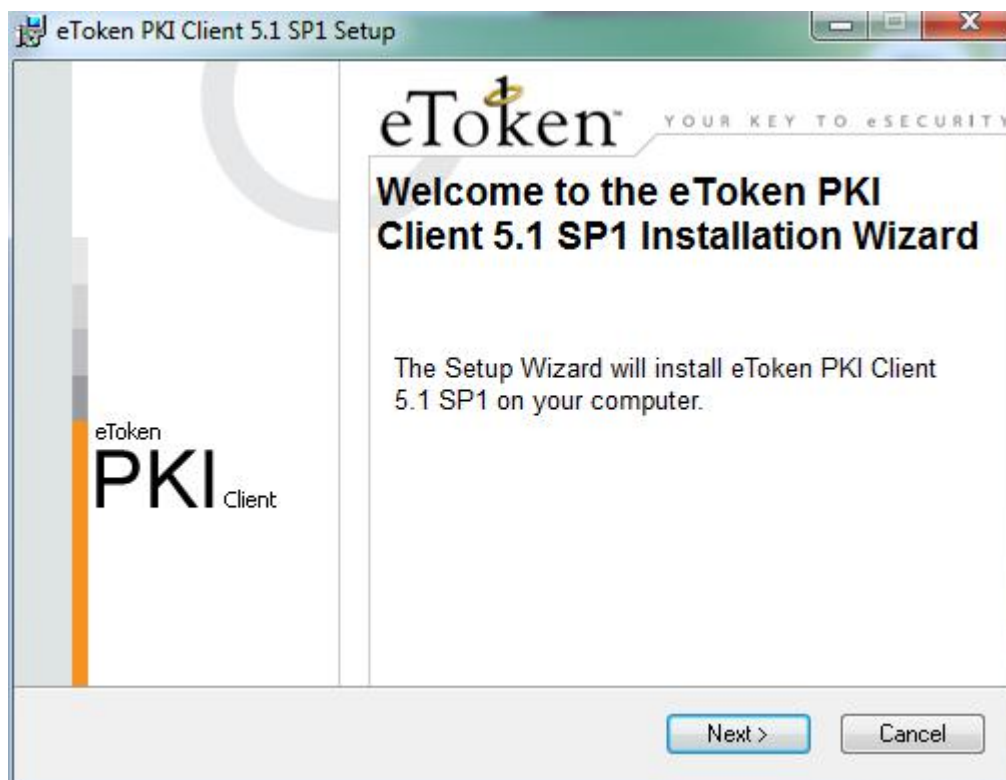 eToken PKI Client 5.1 SP1 Setup
eToken™
YOUR KEY TO eSECURITY
Welcome to the eToken PKI
Client 5.1 SP1 Installation Wizard
The Setup Wizard will install eToken PKI Client
5.1 SP1 on your computer.
eToken
PKI Client
Next >
Cancel